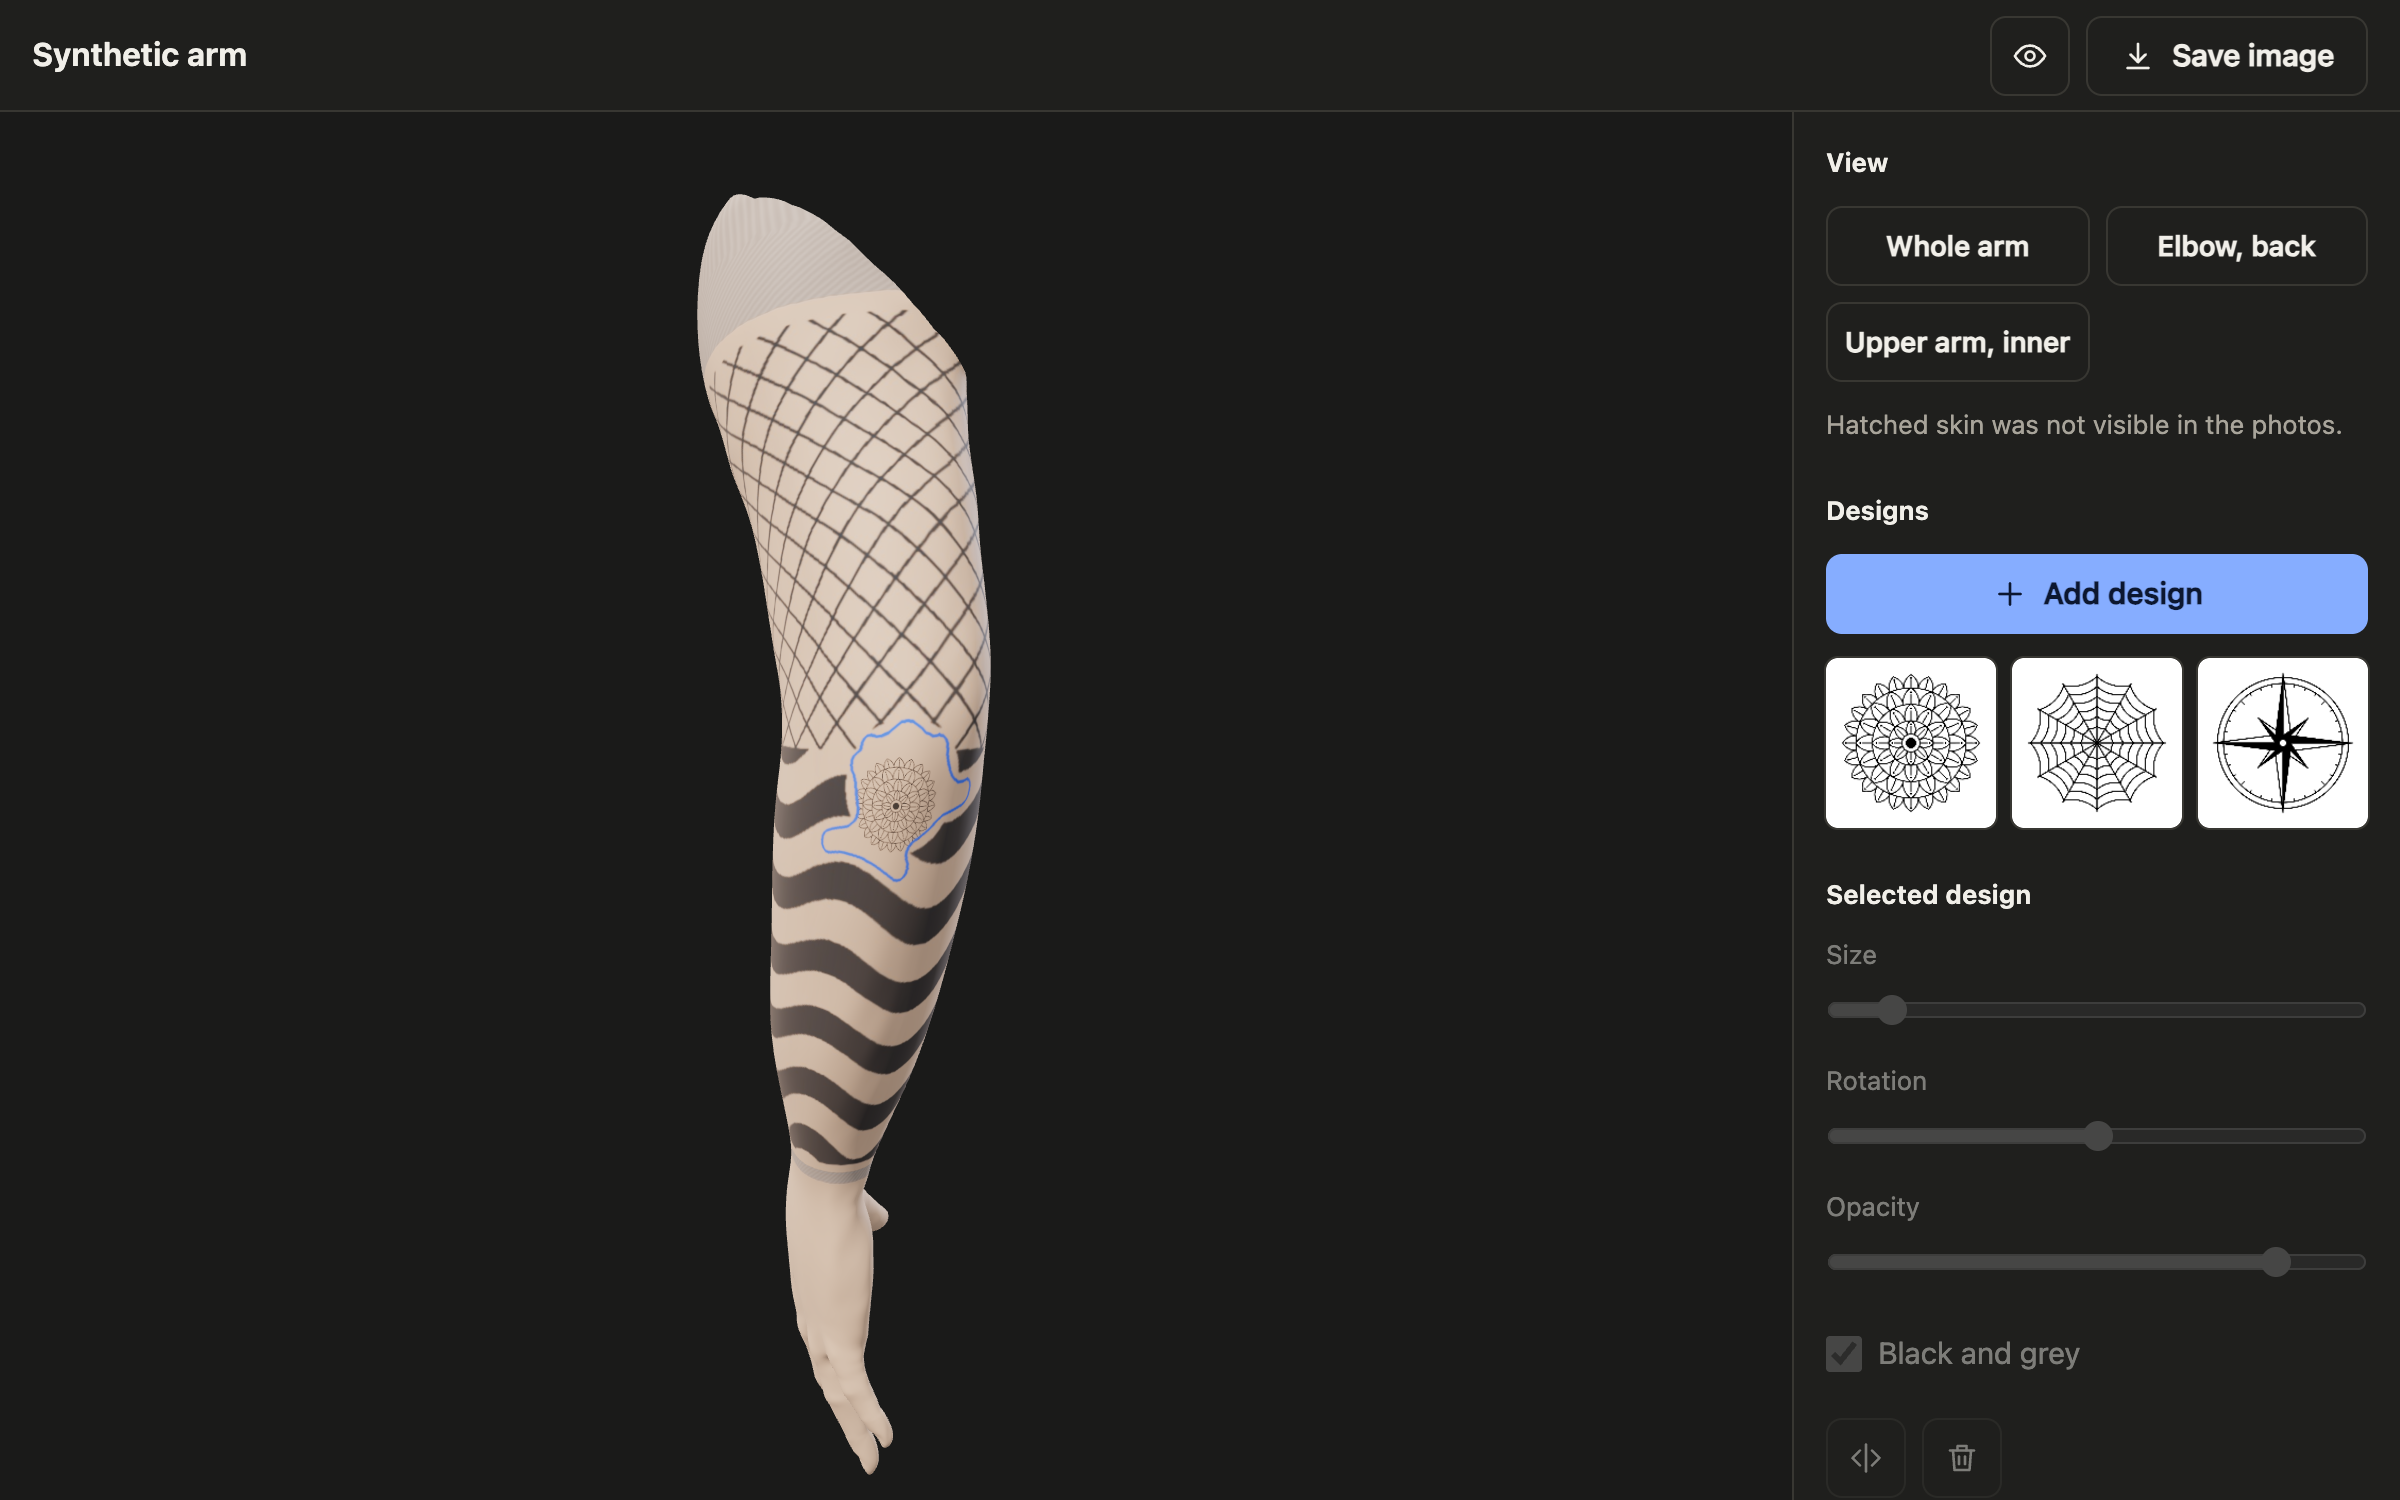 Synthetic arm
Save image
View
Whole arm
Elbow, back
Upper arm, inner
Hatched skin was not visible in the photos.
Designs
Add design
Selected design
Size
Rotation
Opacity
Black and grey